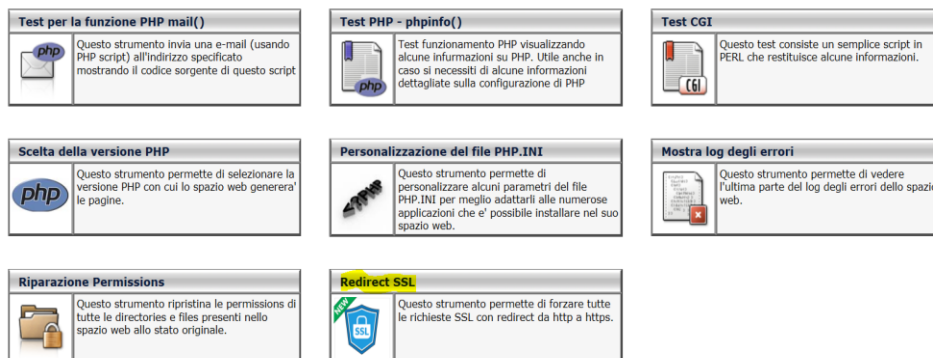 Test per la funzione PHP mail()
Questo strumento invia una e-mail (usando
PHP script) all'indirizzo specificato
mostrando il codice sorgente di questo script
php
Test PHP - phpinfo()
Test funzionamento PHP visualizzando
alcune infurmazioni su PHP. Utile anche in
caso si necessiti di alcune informazioni
dettagliate sulla configurazione di PHP
php
Test CGI
Questo test consiste un semplice script in
PERL che restituisce alcune informazioni.
CGI
Scelta della versione PHP
Questo strumento permette di selezionare la
versione PHP con cui lo spazio web generera'
le pagine.
php
Personalizzazione del file PHP.INI
Questo strumento permette di
personalizzare alcuni parametri del file
PHP.INI per meglio adattarli alle numerose
applicazioni che e' possibile installare nel suo
spazio web.
<?PHP
Mostra log degli errori
Questo strumento permette di vedere
l'ultima parte del log degli errori dello spazio
web.
Riparazione Permissions
Questo strumento ripristina le permissions di
tutte le directories e files presenti nello
spazio web allo stato originale.
Redirect SSL
Questo strumento permette di forzare tutte
le richieste SSL con redirect da http a https.
NEW
SSL